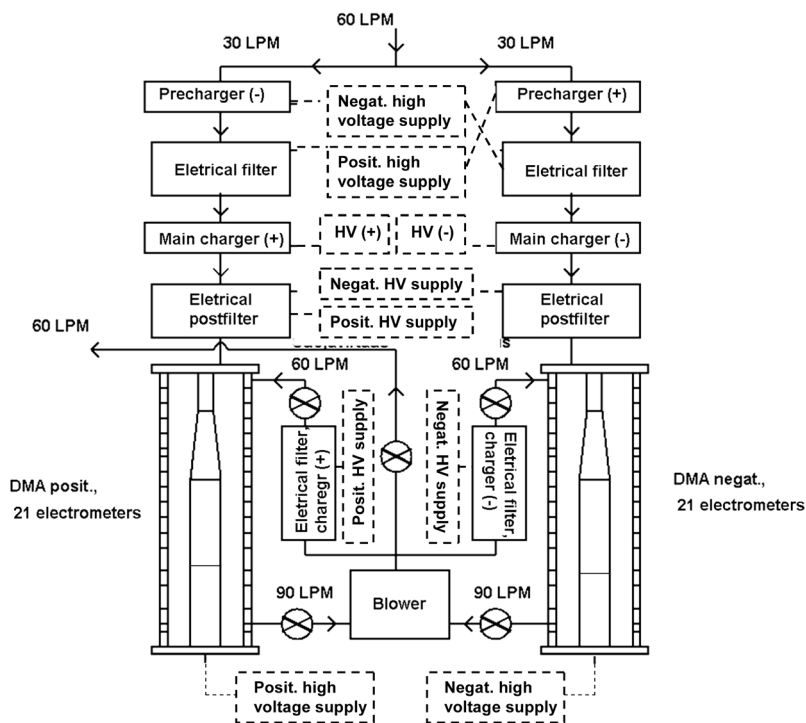 60 LPM
30 LPM
30 LPM
Precharger (-)
Negat. high
voltage supply
Precharger (+)
Eletrical filter
Posit. high
voltage supply
Eletrical filter
Main charger (+)
HV (+)
HV (-)
Main charger (-)
Eletrical
postfilter
Negat. HV supply
Posit. HV supply
Eletrical
postfilter
60 LPM
60 LPM
60 LPM
Eletrical filter,
charegr (+)
Posit. HV supply
Negat. HV supply
Eletrical filter,
charger (-)
DMA posit.,
21 electrometers
DMA negat.,
21 electrometers
90 LPM
Blower
90 LPM
Posit. high
voltage supply
Negat. high
voltage supply